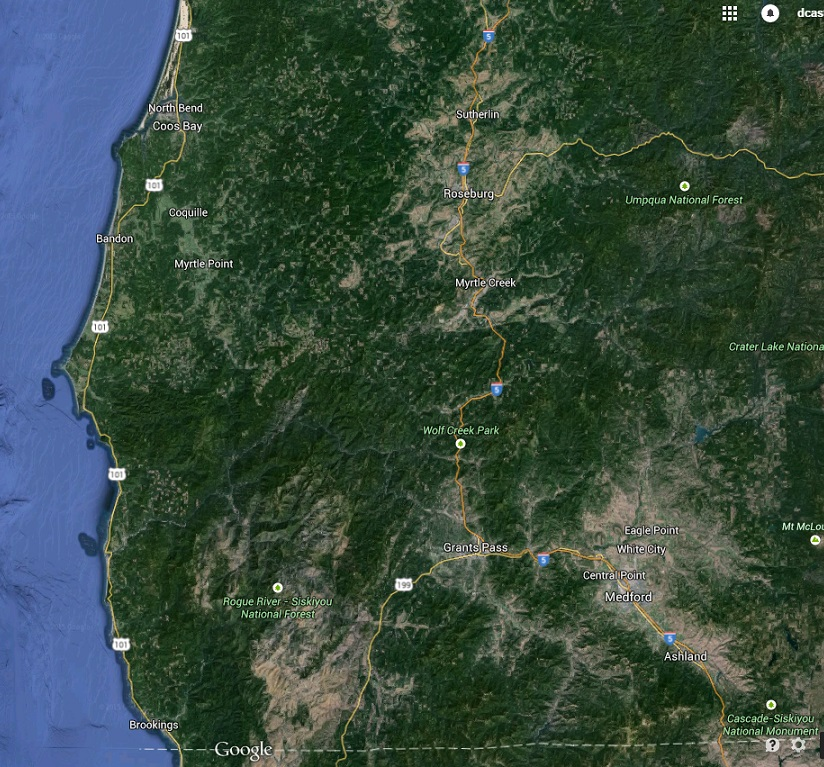 dcas
101
5
North Bend
Coos Bay
Sutherlin
5
101
Roseburg
Umpqua National Forest
Coquille
Bandon
Myrtle Point
Myrtle Creek
101
Crater Lake Nationa
5
Wolf Creek Park
101
Eagle Point
Mt McLou
Grants Pass
White City
5
Central Point
199
Medford
Rogue River - Siskiyou
National Forest
5
101
Ashland
Brookings
Cascade-Siskiyou
National Monument
Google
?